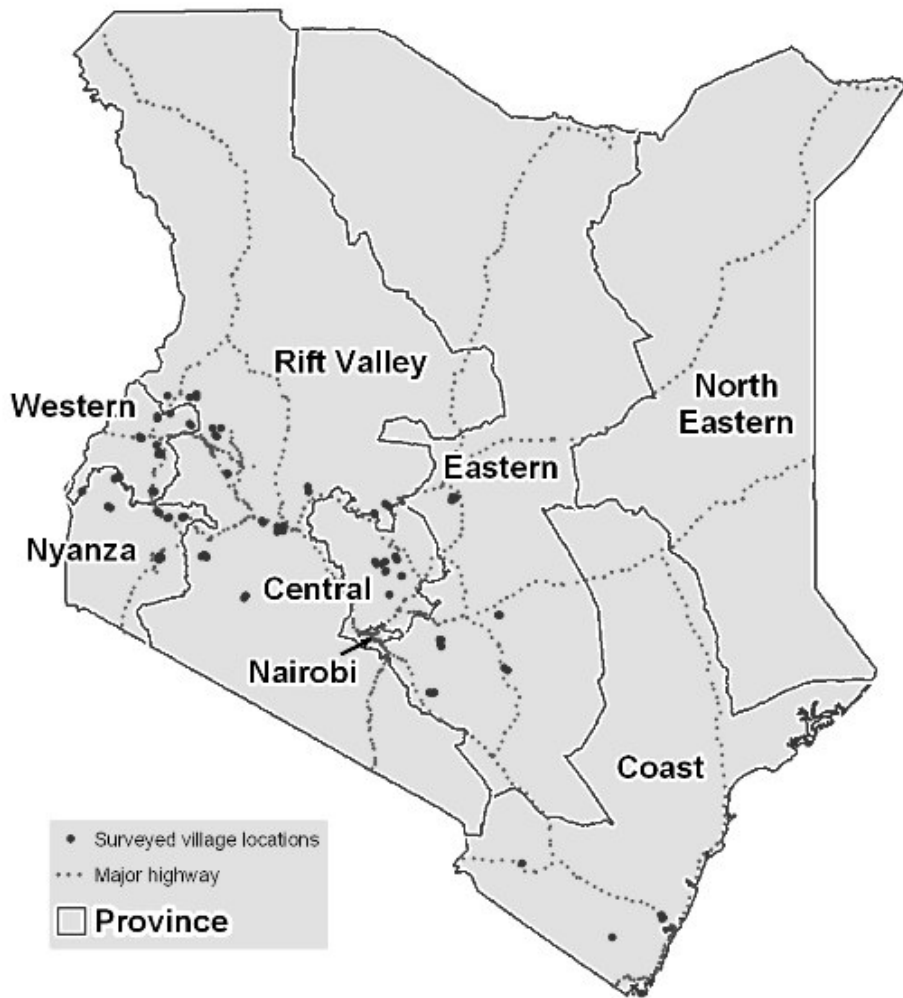 Rift Valley
Western
North
Eastern
Eastern
Nyanza
Central
Nairobi
Coast
Surveyed village locations
Major highway
Province